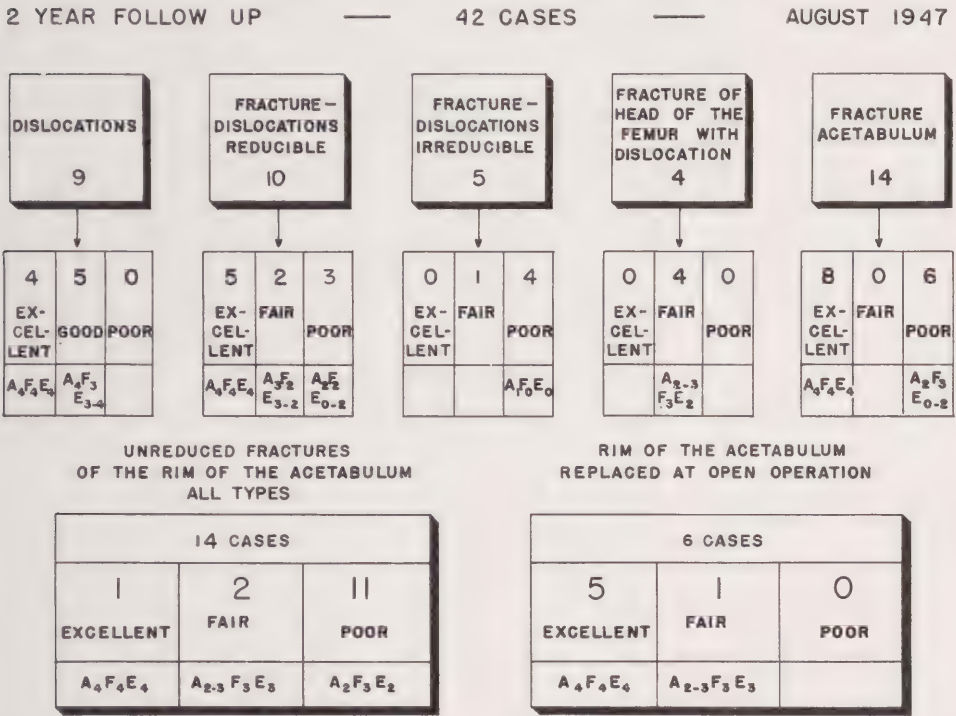 2 YEAR FOLLOW UP — 42 CASES — AUGUST 1947
DISLOCATIONS
9
FRACTURE-
DISLOCATIONS
REDUCIBLE
10
FRACTURE-
DISLOCATIONS
IRREDUCIBLE
5
FRACTURE OF
HEAD OF THE
FEMUR WITH
DISLOCATION
4
FRACTURE
ACETABULUM
14
4 5 0
EX-
CEL-
LENT
GOOD
POOR
A₄F₄E₄
A₄F₃
E₃₋₄
5 2 3
EX-
CEL-
LENT
FAIR
POOR
A₄F₄E₄
A₃F₂
E₃₋₂
A₂F₂
E₀₋₂
0 1 4
EX-
CEL-
LENT
FAIR
POOR
A₁F₀E₀
0 4 0
EX-
CEL-
LENT
FAIR
POOR
A₂₋₃
F₃E₂
8 0 6
EX-
CEL-
LENT
FAIR
POOR
A₄F₄E₄
A₂F₃
E₀₋₂
UNREDUCED FRACTURES
OF THE RIM OF THE ACETABULUM
ALL TYPES
14 CASES
1 2 11
EXCELLENT FAIR POOR
A₄F₄E₄ A₂₋₃F₃E₃ A₂F₃E₂
RIM OF THE ACETABULUM
REPLACED AT OPEN OPERATION
6 CASES
5 1 0
EXCELLENT FAIR POOR
A₄F₄E₄ A₂₋₃F₃E₃